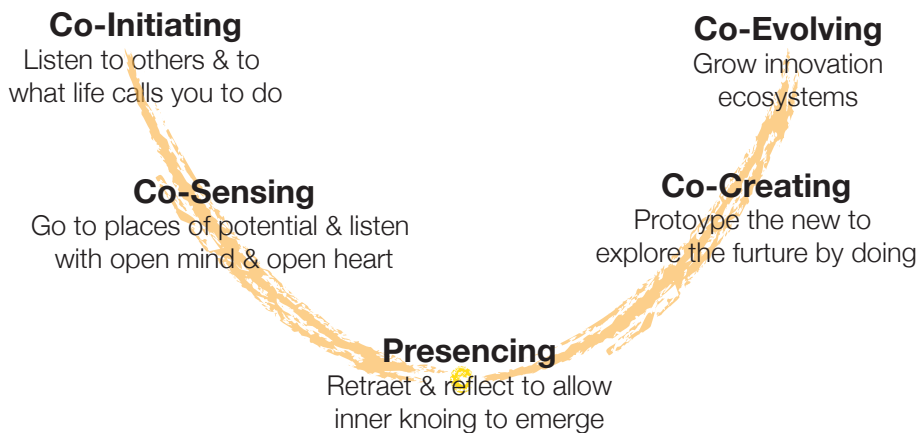 Co-Initiating
Listen to others & to
what life calls you to do
Co-Sensing
Go to places of potential & listen
with open mind & open heart
Presencing
Retraet & reflect to allow
inner knoing to emerge
Co-Creating
Protoype the new to
explore the furture by doing
Co-Evolving
Grow innovation
ecosystems